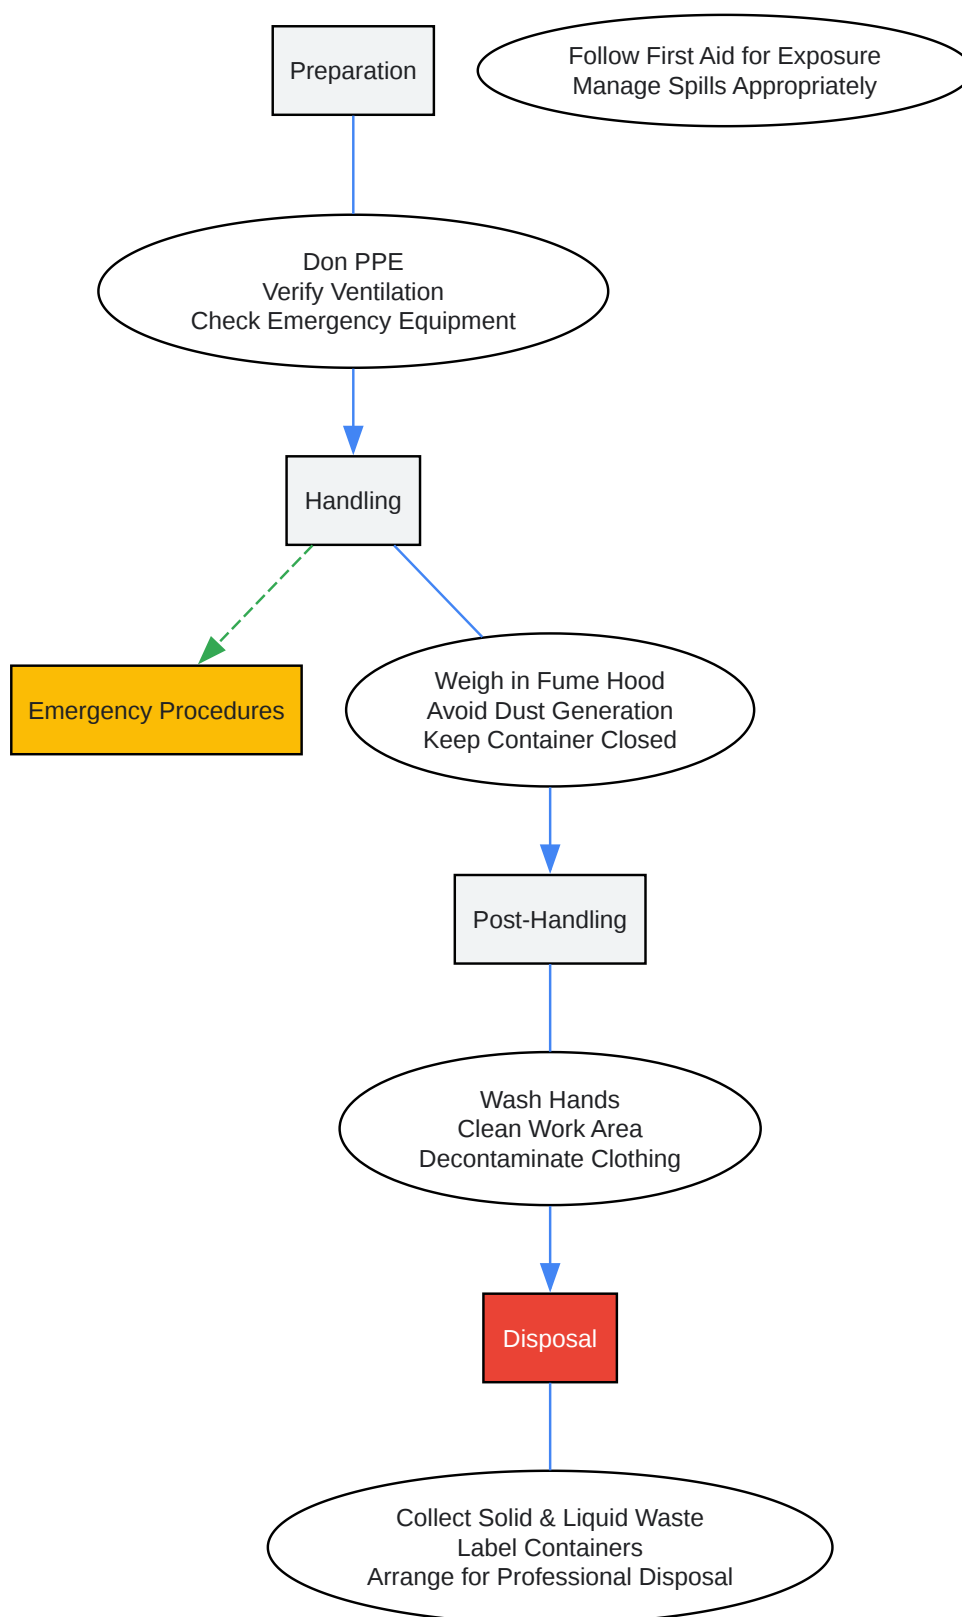 Preparation
Follow First Aid for Exposure
Manage Spills Appropriately
Don PPE
Verify Ventilation
Check Emergency Equipment
Handling
Emergency Procedures
Weigh in Fume Hood
Avoid Dust Generation
Keep Container Closed
Post-Handling
Wash Hands
Clean Work Area
Decontaminate Clothing
Disposal
Collect Solid & Liquid Waste
Label Containers
Arrange for Professional Disposal